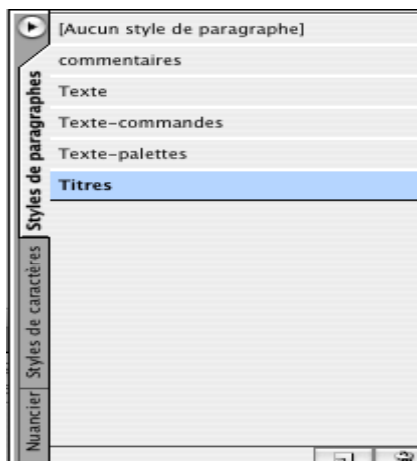 [Aucun style de paragraphe]
commentaires
Texte
Texte-commandes
Texte-palettes
Titres
Styles de paragraphes
Styles de caractères
Nuancier